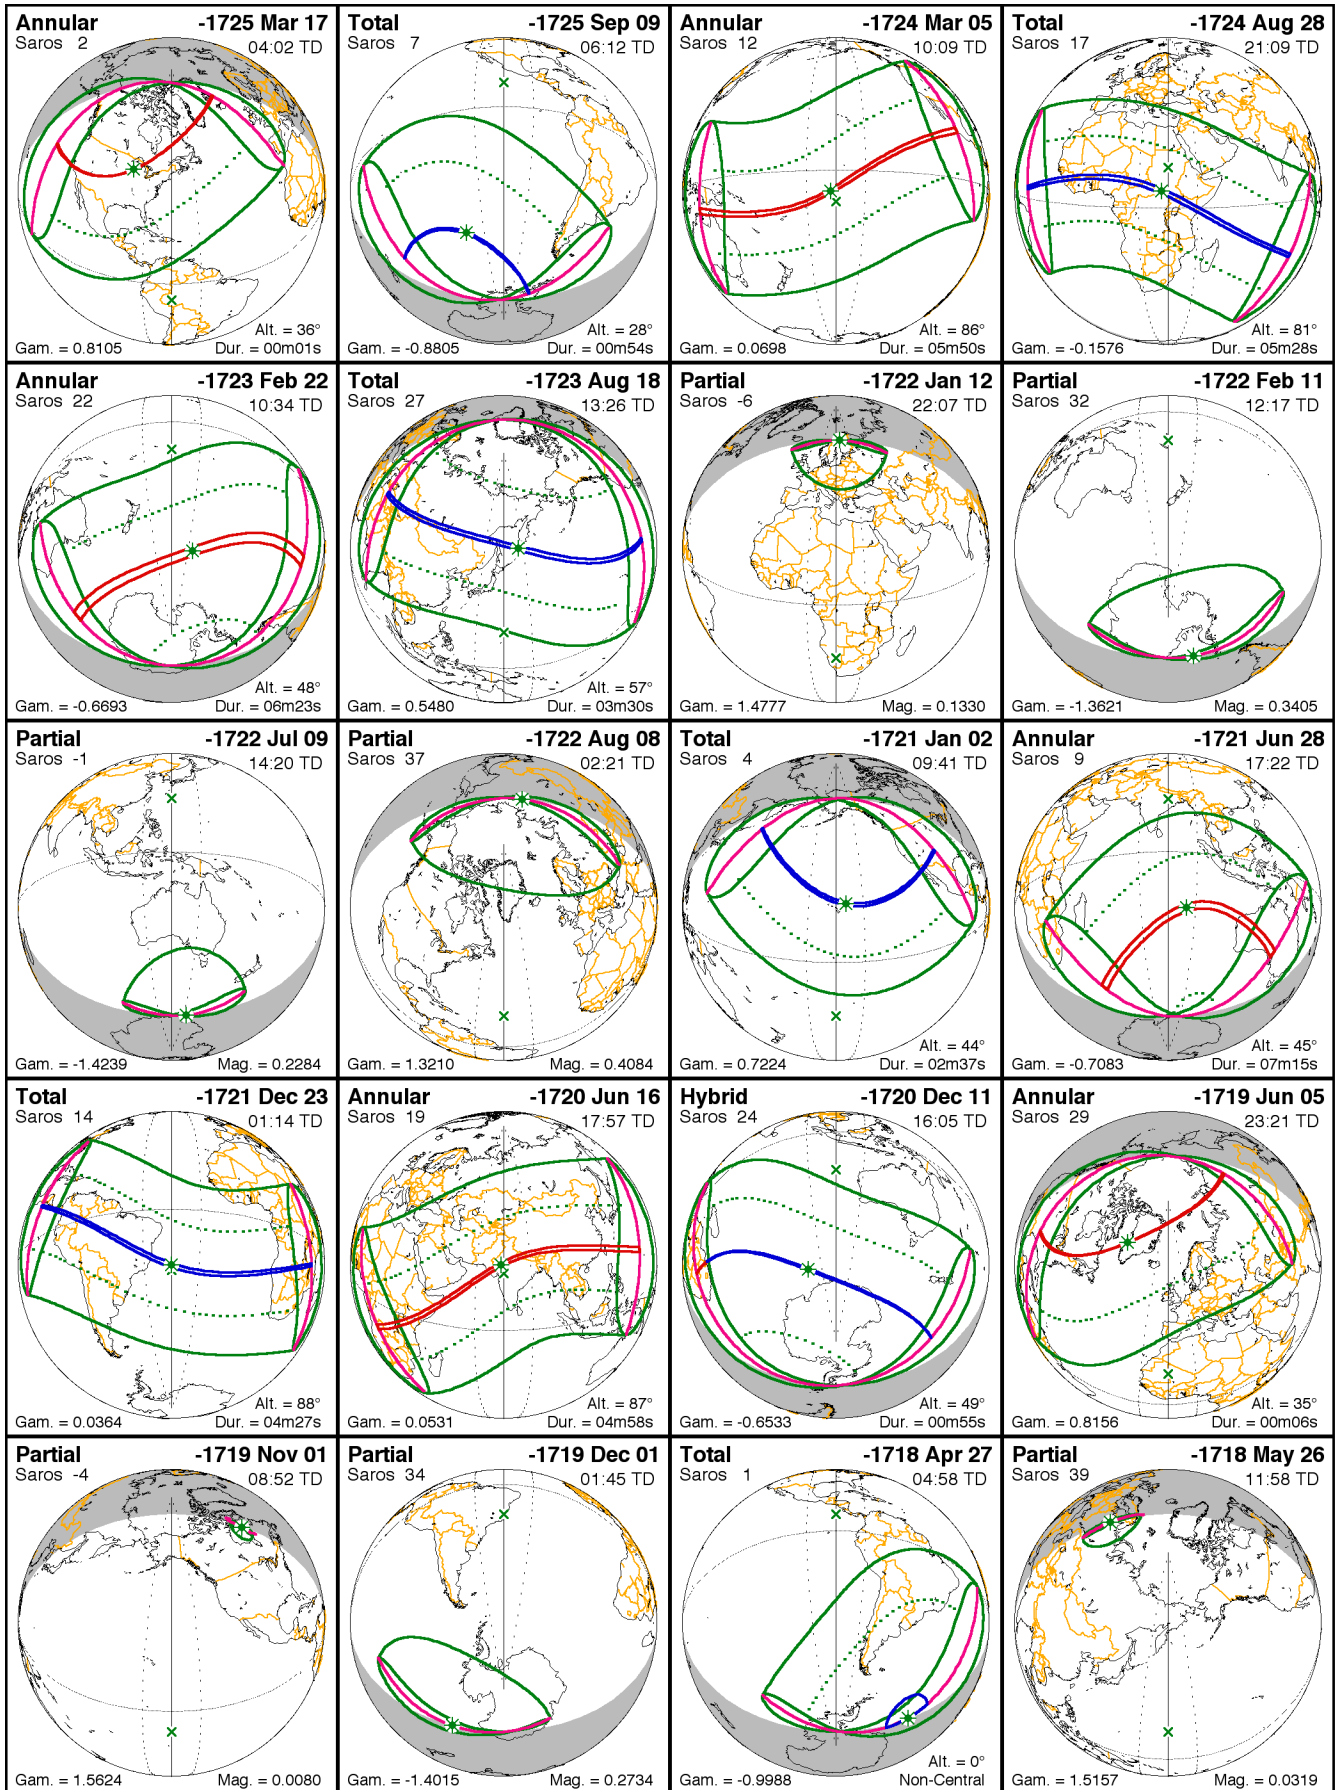 Annular -1725 Mar 17
Saros 2 04:02 TD
Alt. = 36°
Gam. = 0.8105 Dur. = 00m01s
Total -1725 Sep 09
Saros 7 06:12 TD
Alt. = 28°
Gam. = -0.8805 Dur. = 00m54s
Annular -1724 Mar 05
Saros 12 10:09 TD
Alt. = 86°
Gam. = 0.0698 Dur. = 05m50s
Total -1724 Aug 28
Saros 17 21:09 TD
Alt. = 81°
Gam. = -0.1576 Dur. = 05m28s
Annular -1723 Feb 22
Saros 22 10:34 TD
Alt. = 48°
Gam. = -0.6693 Dur. = 06m23s
Total -1723 Aug 18
Saros 27 13:26 TD
Alt. = 57°
Gam. = 0.5480 Dur. = 03m30s
Partial -1722 Jan 12
Saros -6 22:07 TD
Gam. = 1.4777 Mag. = 0.1330
Partial -1722 Feb 11
Saros 32 12:17 TD
Gam. = -1.3621 Mag. = 0.3405
Partial -1722 Jul 09
Saros -1 14:20 TD
Gam. = -1.4239 Mag. = 0.2284
Partial -1722 Aug 08
Saros 37 02:21 TD
Gam. = 1.3210 Mag. = 0.4084
Total -1721 Jan 02
Saros 4 09:41 TD
Alt. = 44°
Gam. = 0.7224 Dur. = 02m37s
Annular -1721 Jun 28
Saros 9 17:22 TD
Alt. = 45°
Gam. = -0.7083 Dur. = 07m15s
Total -1721 Dec 23
Saros 14 01:14 TD
Alt. = 88°
Gam. = 0.0364 Dur. = 04m27s
Annular -1720 Jun 16
Saros 19 17:57 TD
Alt. = 87°
Gam. = 0.0531 Dur. = 04m58s
Hybrid -1720 Dec 11
Saros 24 16:05 TD
Alt. = 49°
Gam. = -0.6533 Dur. = 00m55s
Annular -1719 Jun 05
Saros 29 23:21 TD
Alt. = 35°
Gam. = 0.8156 Dur. = 00m06s
Partial -1719 Nov 01
Saros -4 08:52 TD
Gam. = 1.5624 Mag. = 0.0080
Partial -1719 Dec 01
Saros 34 01:45 TD
Gam. = -1.4015 Mag. = 0.2734
Total -1718 Apr 27
Saros 1 04:58 TD
Alt. = 0°
Gam. = -0.9988 Non-Central
Partial -1718 May 26
Saros 39 11:58 TD
Gam. = 1.5157 Mag. = 0.0319